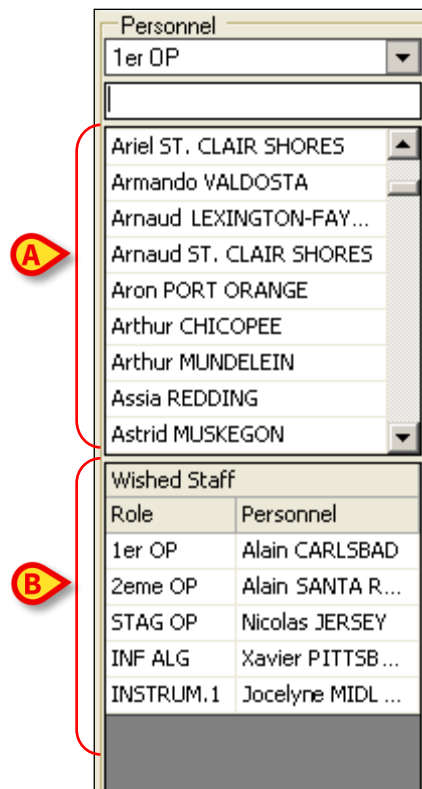 Personnel
1er OP
Ariel ST. CLAIR SHORES
Armando VALDOSTA
Arnaud LEXINGTON-FAY...
A
Arnaud ST. CLAIR SHORES
Aron PORT ORANGE
Arthur CHICOPEE
Arthur MUNDELEIN
Assia REDDING
Astrid MUSKEGON
Wished Staff
Role Personnel
1er OP Alain CARLSBAD
B
2eme OP Alain SANTA R...
STAG OP Nicolas JERSEY
INF ALG Xavier PITTSB...
INSTRUM.1 Jocelyne MIDL ...